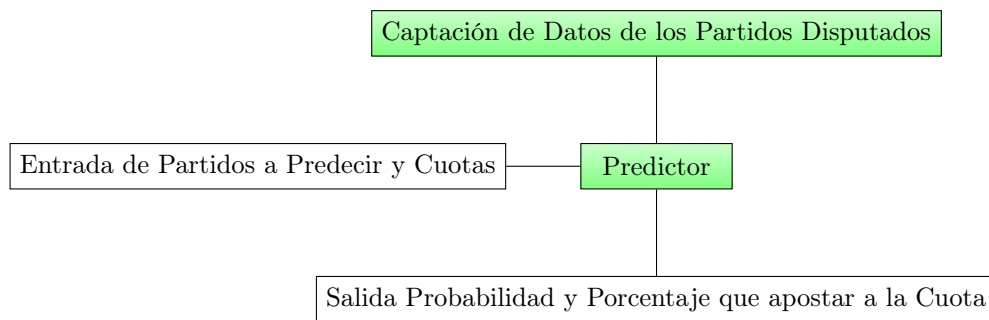 Captación de Datos de los Partidos Disputados
Entrada de Partidos a Predecir y Cuotas
Predictor
Salida Probabilidad y Porcentaje que apostar a la Cuota